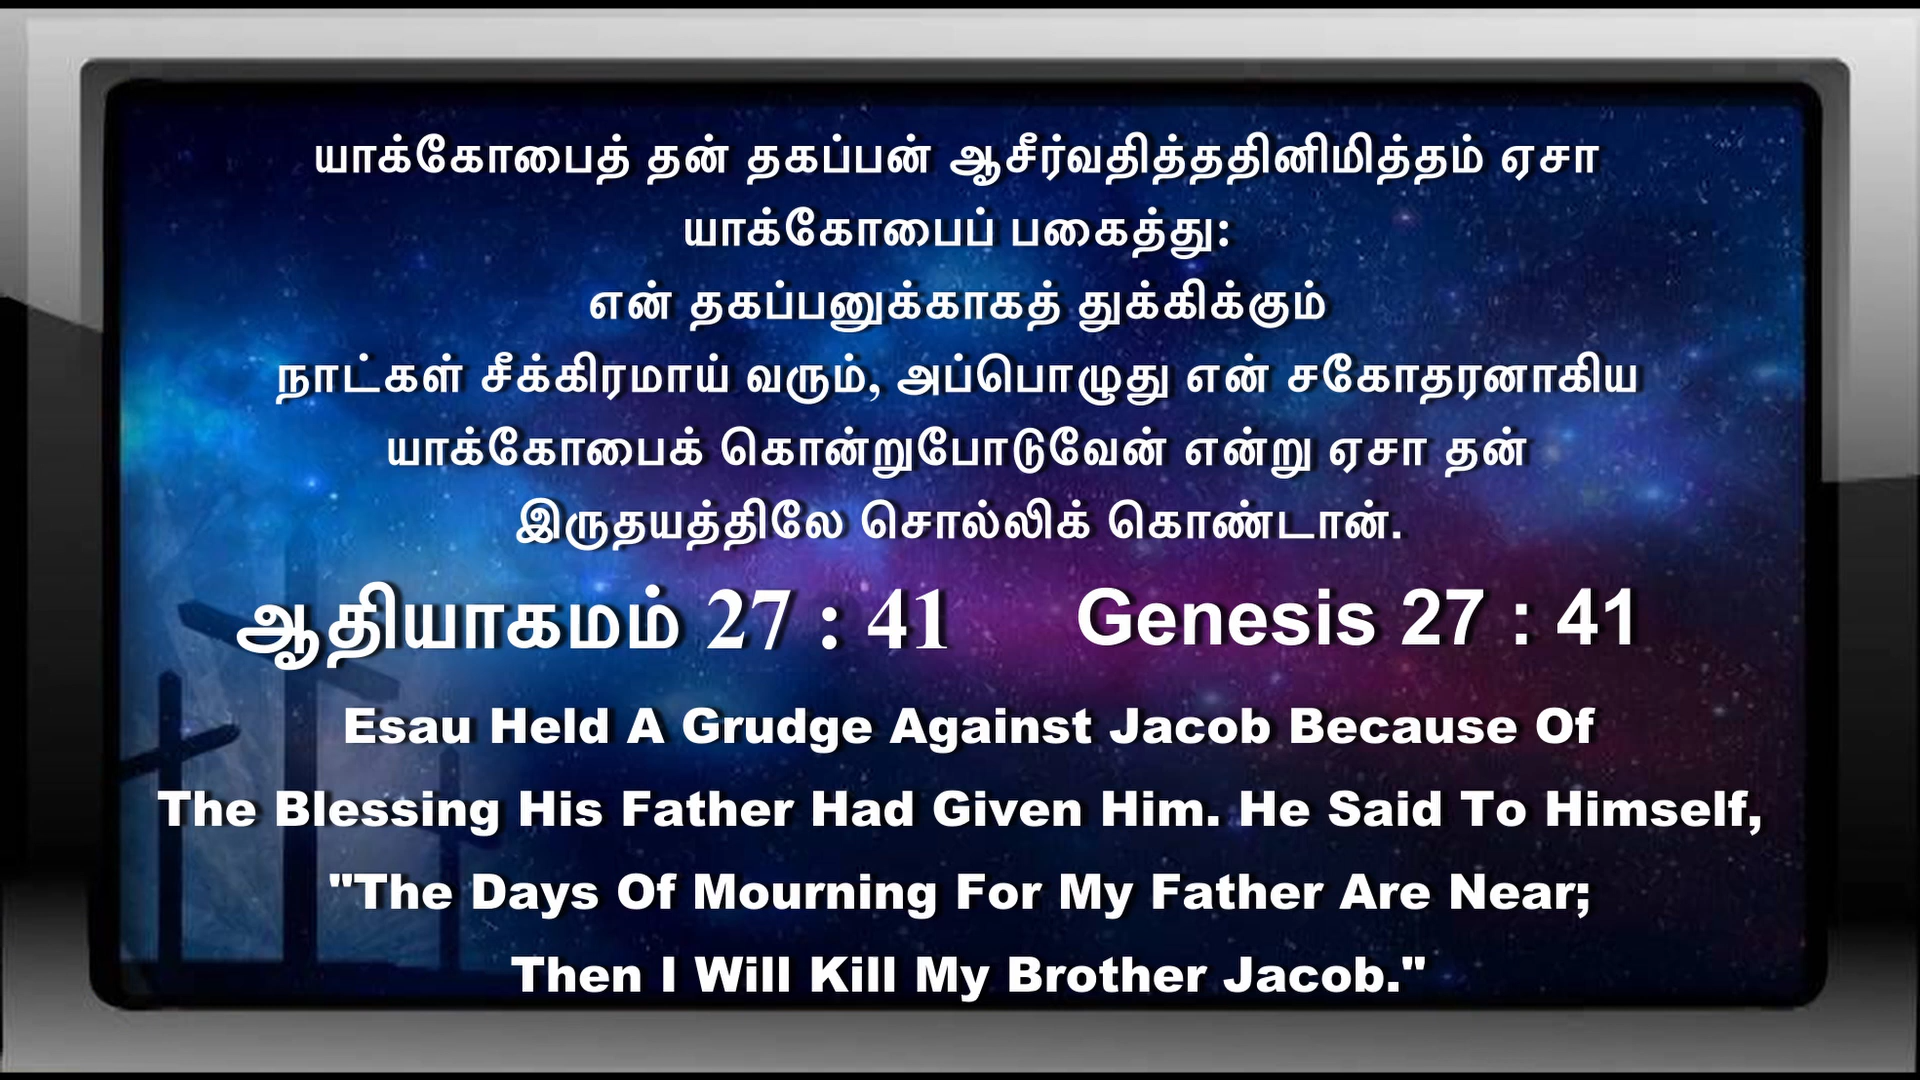 யாக்கோபைத் தன் தகப்பன் ஆசீர்வதித்ததினிமித்தம் ஏசா
யாக்கோபைப் பகைத்து:
என் தகப்பனுக்காகத் துக்கிக்கும்
நாட்கள் சீக்கிரமாய் வரும், அப்பொழுது என் சகோதரனாகிய
யாக்கோபைக் கொன்றுபோடுவேன் என்று ஏசா தன்
இருதயத்திலே சொல்லிக் கொண்டான்.
ஆதியாகமம் 27 : 41 Genesis 27 : 41
Esau Held A Grudge Against Jacob Because Of
The Blessing His Father Had Given Him. He Said To Himself,
"The Days Of Mourning For My Father Are Near;
Then I Will Kill My Brother Jacob."